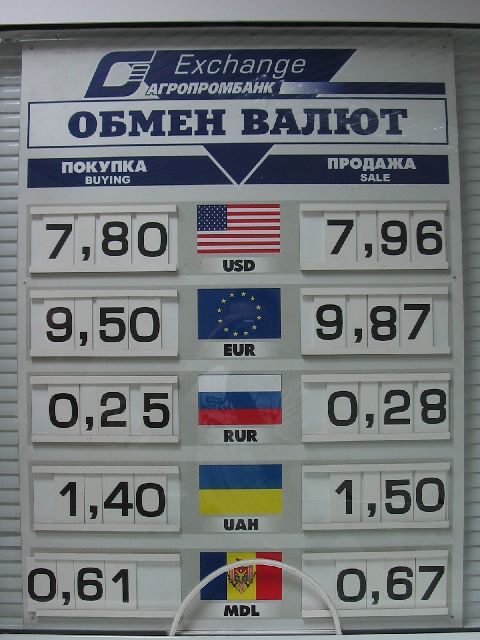 Exchange
АГРОПРОМБАНК
ОБМЕН ВАЛЮТ
ПОКУПКА ПРОДАЖА
BUYING SALE
7,80 7,96
USD
9,50 9,87
EUR
0,25 0,28
RUR
1,40 1,50
UAH
0,61 0,67
MDL